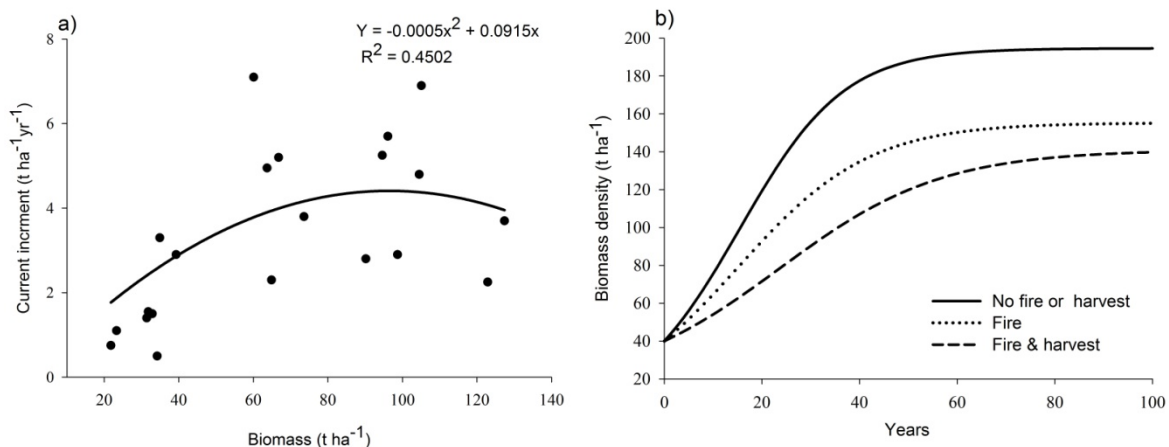 a)
Y = -0.0005x² + 0.0915x
R² = 0.4502
Current incrment (t ha⁻¹yr⁻¹)
8
6
4
2
0
20 40 60 80 100 120 140
Biomass (t ha⁻¹)
b)
Biomass density (t ha⁻¹)
200
180
160
140
120
100
80
60
40
20
No fire or harvest
Fire
Fire & harvest
0 20 40 60 80 100
Years